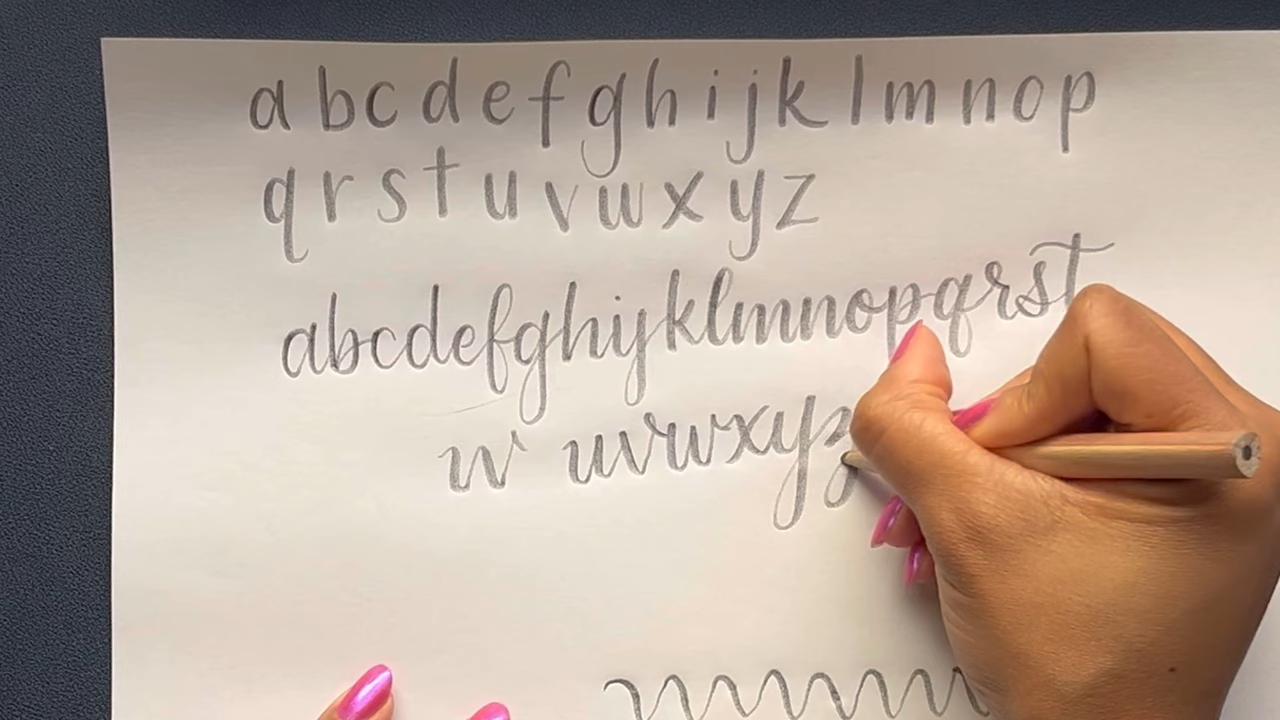 a b c d e f g h i j k l m n o p
q r s t u v w x y z
abcdefghijklmnopqrst
w uvwxyz